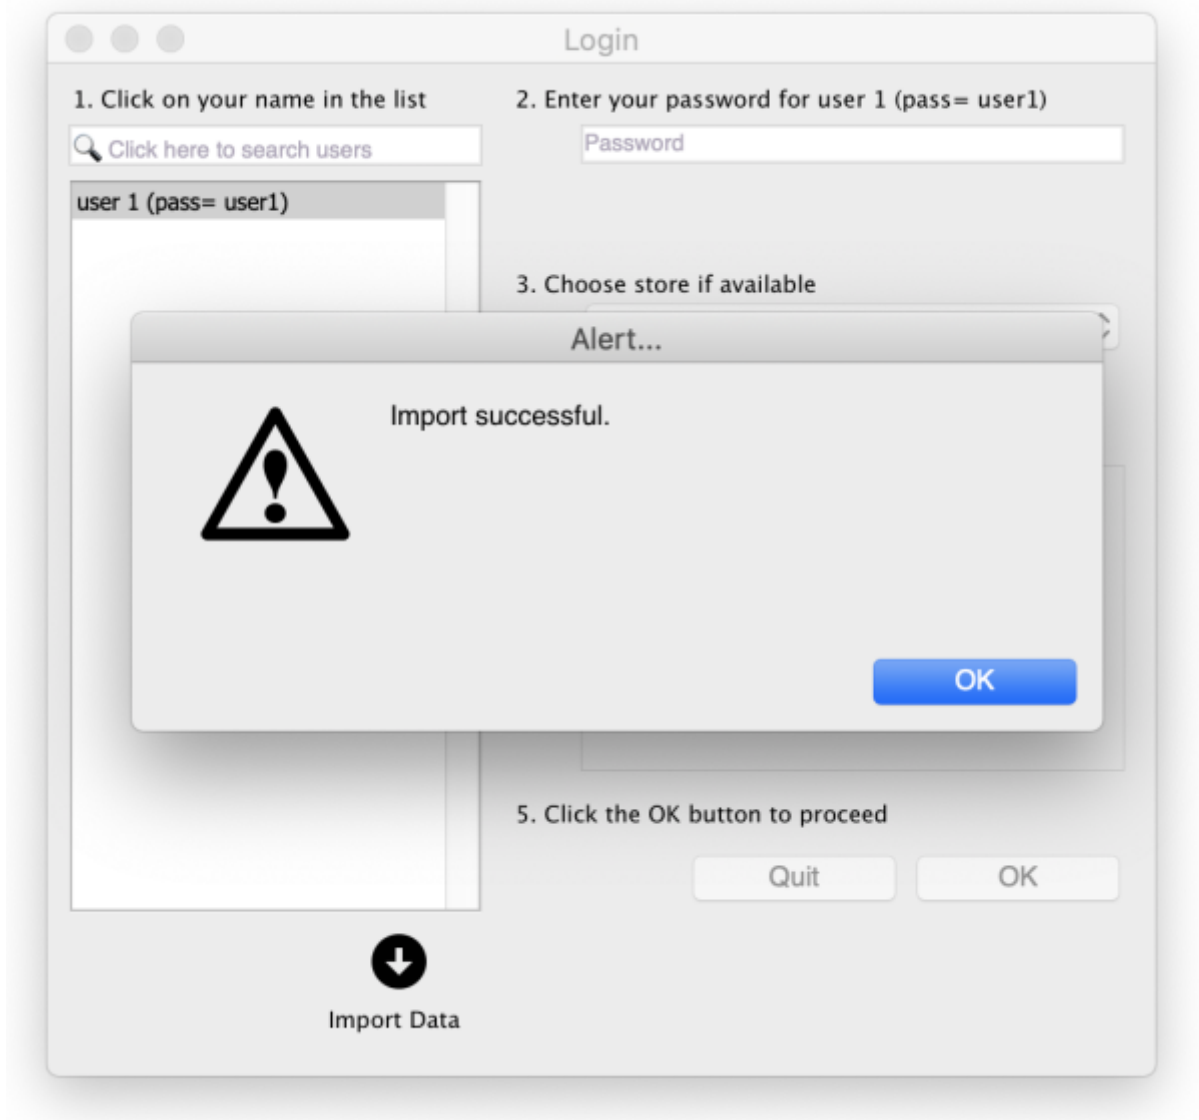 Login
1. Click on your name in the list
Click here to search users
user 1 (pass= user1)
2. Enter your password for user 1 (pass= user1)
Password
3. Choose store if available
Alert...
Import successful.
OK
5. Click the OK button to proceed
Quit
OK
Import Data